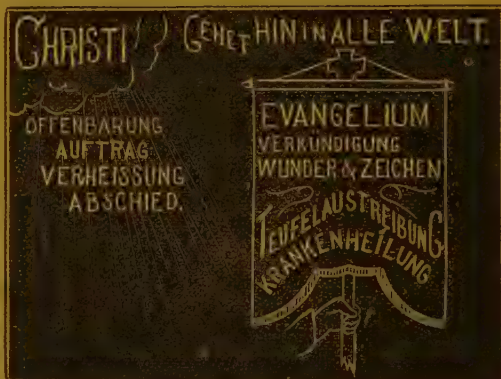 CHRISTI
GEHET HIN IN ALLE WELT.
OFFENBARUNG
AUFTRAG
VERHEISSUNG
ABSCHIED.
EVANGELIUM
VERKÜNDIGUNG
WUNDER & ZEICHEN
TEUFELAUSTREIBUNG
KRANKENHEILUNG